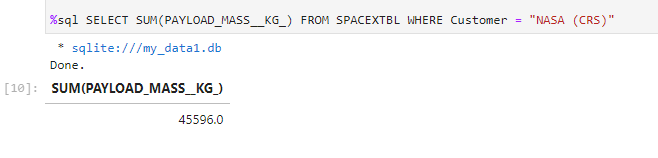 %sql SELECT SUM(PAYLOAD_MASS__KG_) FROM SPACEXTBL WHERE Customer = "NASA (CRS)"
* sqlite:///my_data1.db
Done.
[10]: SUM(PAYLOAD_MASS__KG_)
45596.0